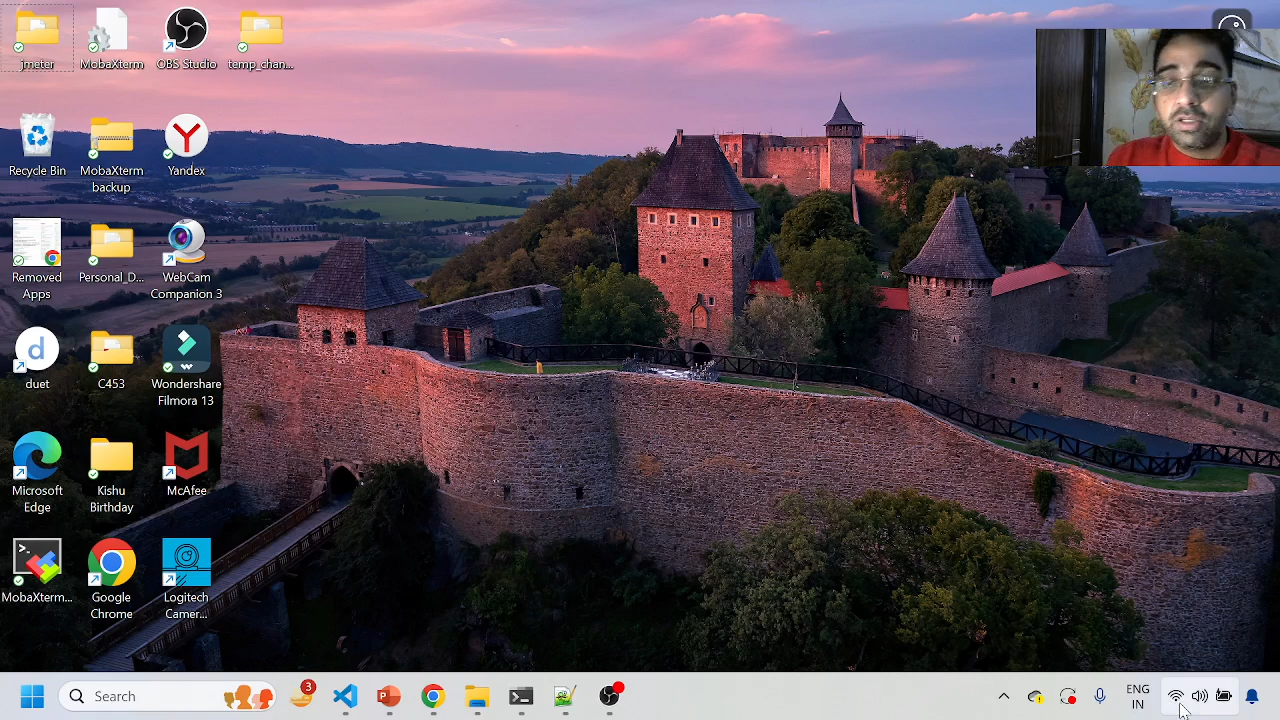 jmeter
MobaXterm
OBS Studio
temp_chan...
Recycle Bin
MobaXterm
backup
Yandex
Removed
Apps
Personal_D...
WebCam
Companion 3
duet
C453
Wondershare
Filmora 13
Microsoft
Edge
Kishu
Birthday
McAfee
MobaXterm...
Google
Chrome
Logitech
Camer...
Search
3
ENG
IN